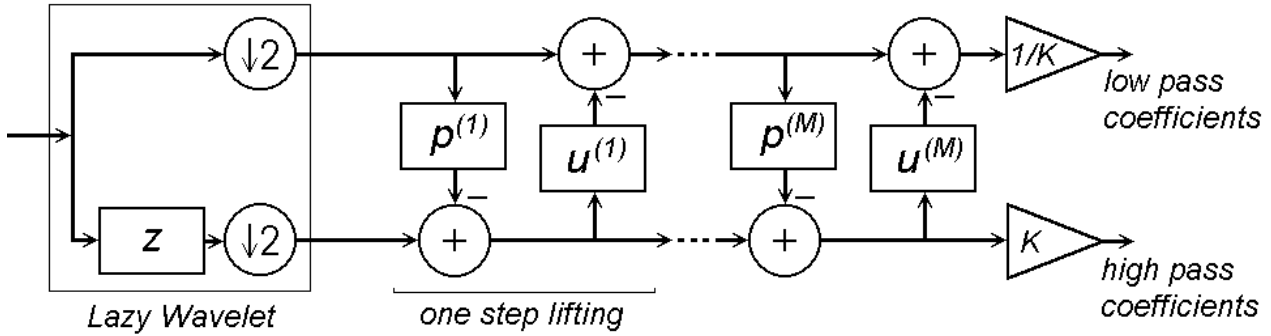 ↓2
+
+
1/K
low pass
coefficients
p(1)
u(1)
p(M)
u(M)
z
↓2
+
+
K
high pass
coefficients
Lazy Wavelet
one step lifting